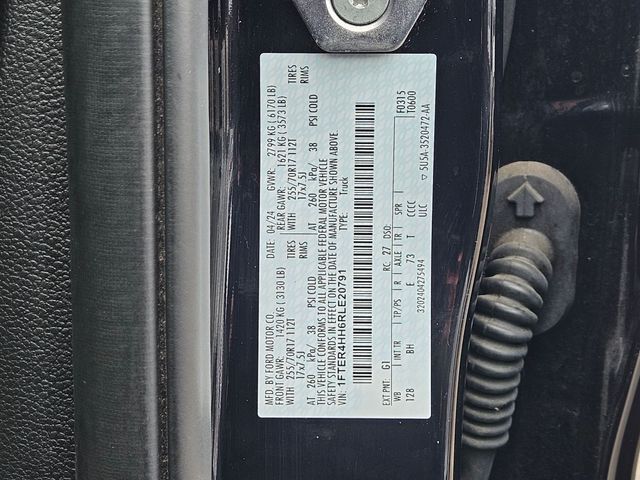 MFD. BY FORD MOTOR CO. DATE: 04/24 GVWR: 2799 KG ( 6170 LB)
FRONT GAWR: 1420 KG ( 3130 LB) REAR GAWR: 1621 KG ( 3573 LB)
WITH 255/70R17 112T TIRES WITH 255/70R17 112T TIRES
17x7.5J RIMS 17x7.5J RIMS
AT 260 kPa/ 38 PSI COLD AT 260 kPa/ 38 PSI COLD
THIS VEHICLE CONFORMS TO ALL APPLICABLE FEDERAL MOTOR VEHICLE
SAFETY STANDARDS IN EFFECT ON THE DATE OF MANUFACTURE SHOWN ABOVE
VIN: 1FTER4HH6RLE20791 TYPE: Truck
EXT PNT: G1 RC: 27 DSO: F0315
WB INT TR TP/PS R AXLE TR SPR T0600
128 BH E 73 T CCCC
3202404275494 ULC ▽ 5U5A-3520472-AA